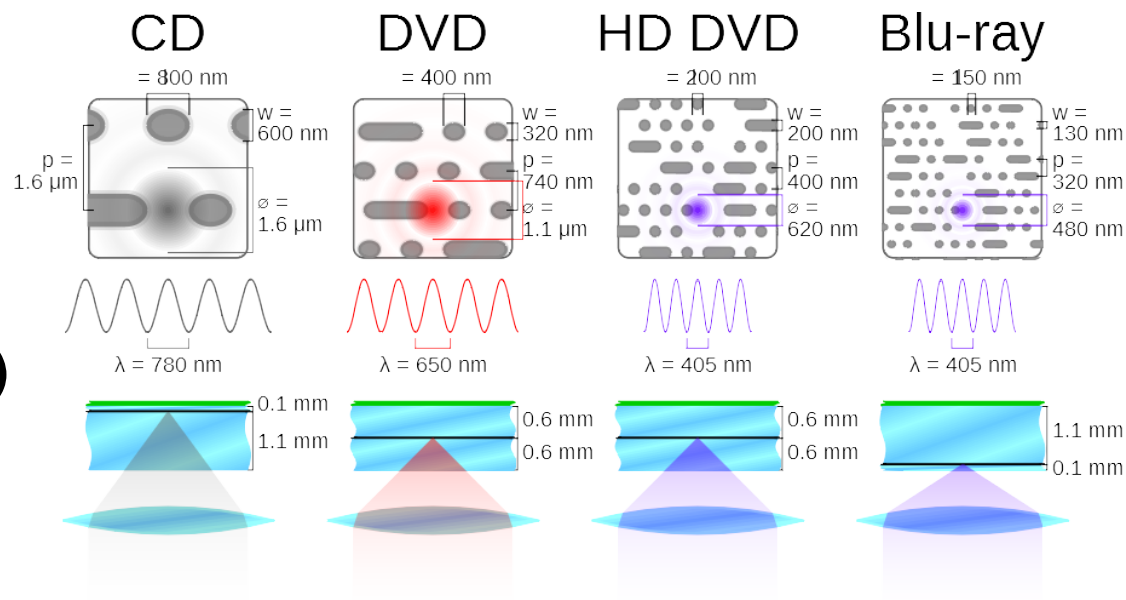 CD
DVD
HD DVD
Blu-ray
= 800 nm
= 400 nm
= 200 nm
= 150 nm
w =
600 nm
p =
1.6 µm
⌀ =
1.6 µm
w =
320 nm
p =
740 nm
⌀ =
1.1 µm
w =
200 nm
p =
400 nm
⌀ =
620 nm
w =
130 nm
p =
320 nm
⌀ =
480 nm
λ = 780 nm
λ = 650 nm
λ = 405 nm
λ = 405 nm
0.1 mm
1.1 mm
0.6 mm
0.6 mm
0.6 mm
0.6 mm
1.1 mm
0.1 mm